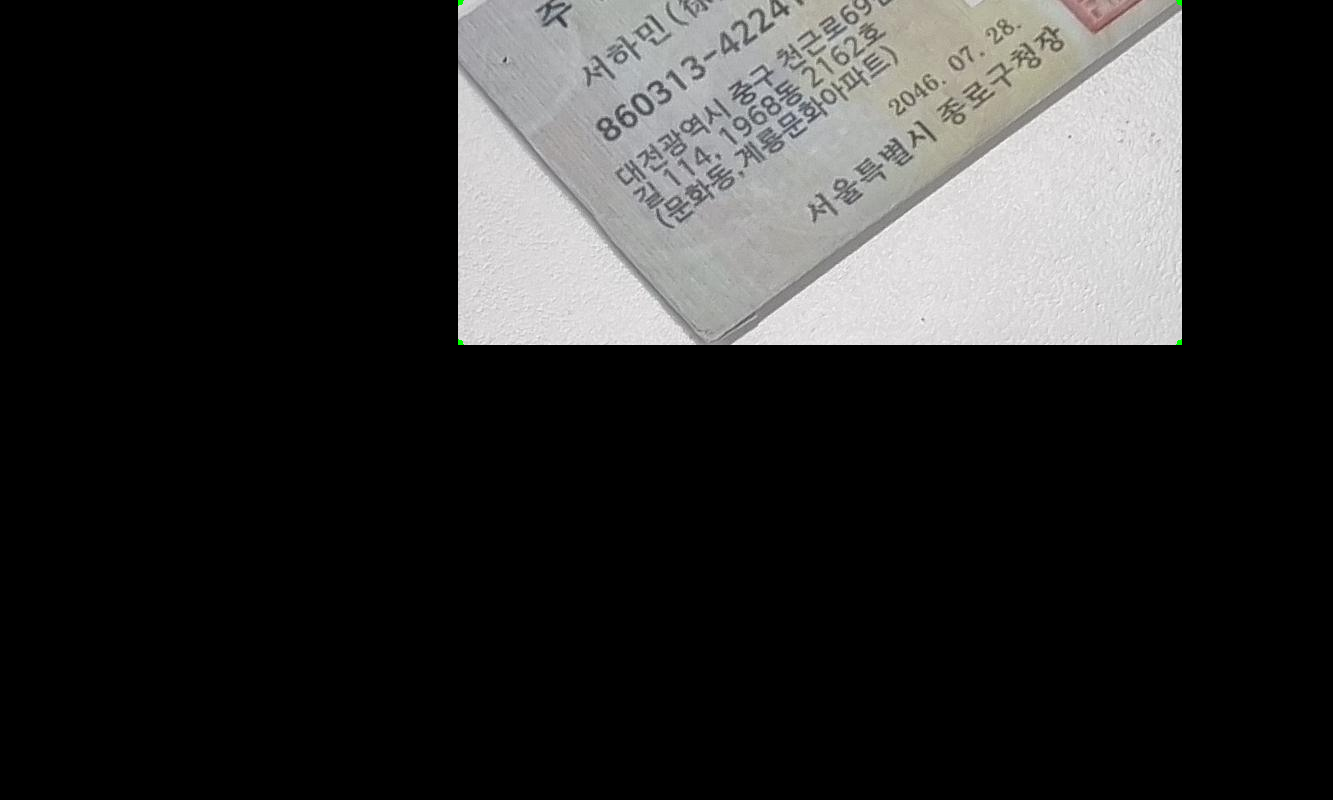 주
서하민(徐
860313-4224
대전광역시 중구 천근로69
길 114, 1968동 2162호
(문화동,계룡문화아파트)
2046. 07. 28.
서울특별시 종로구청장